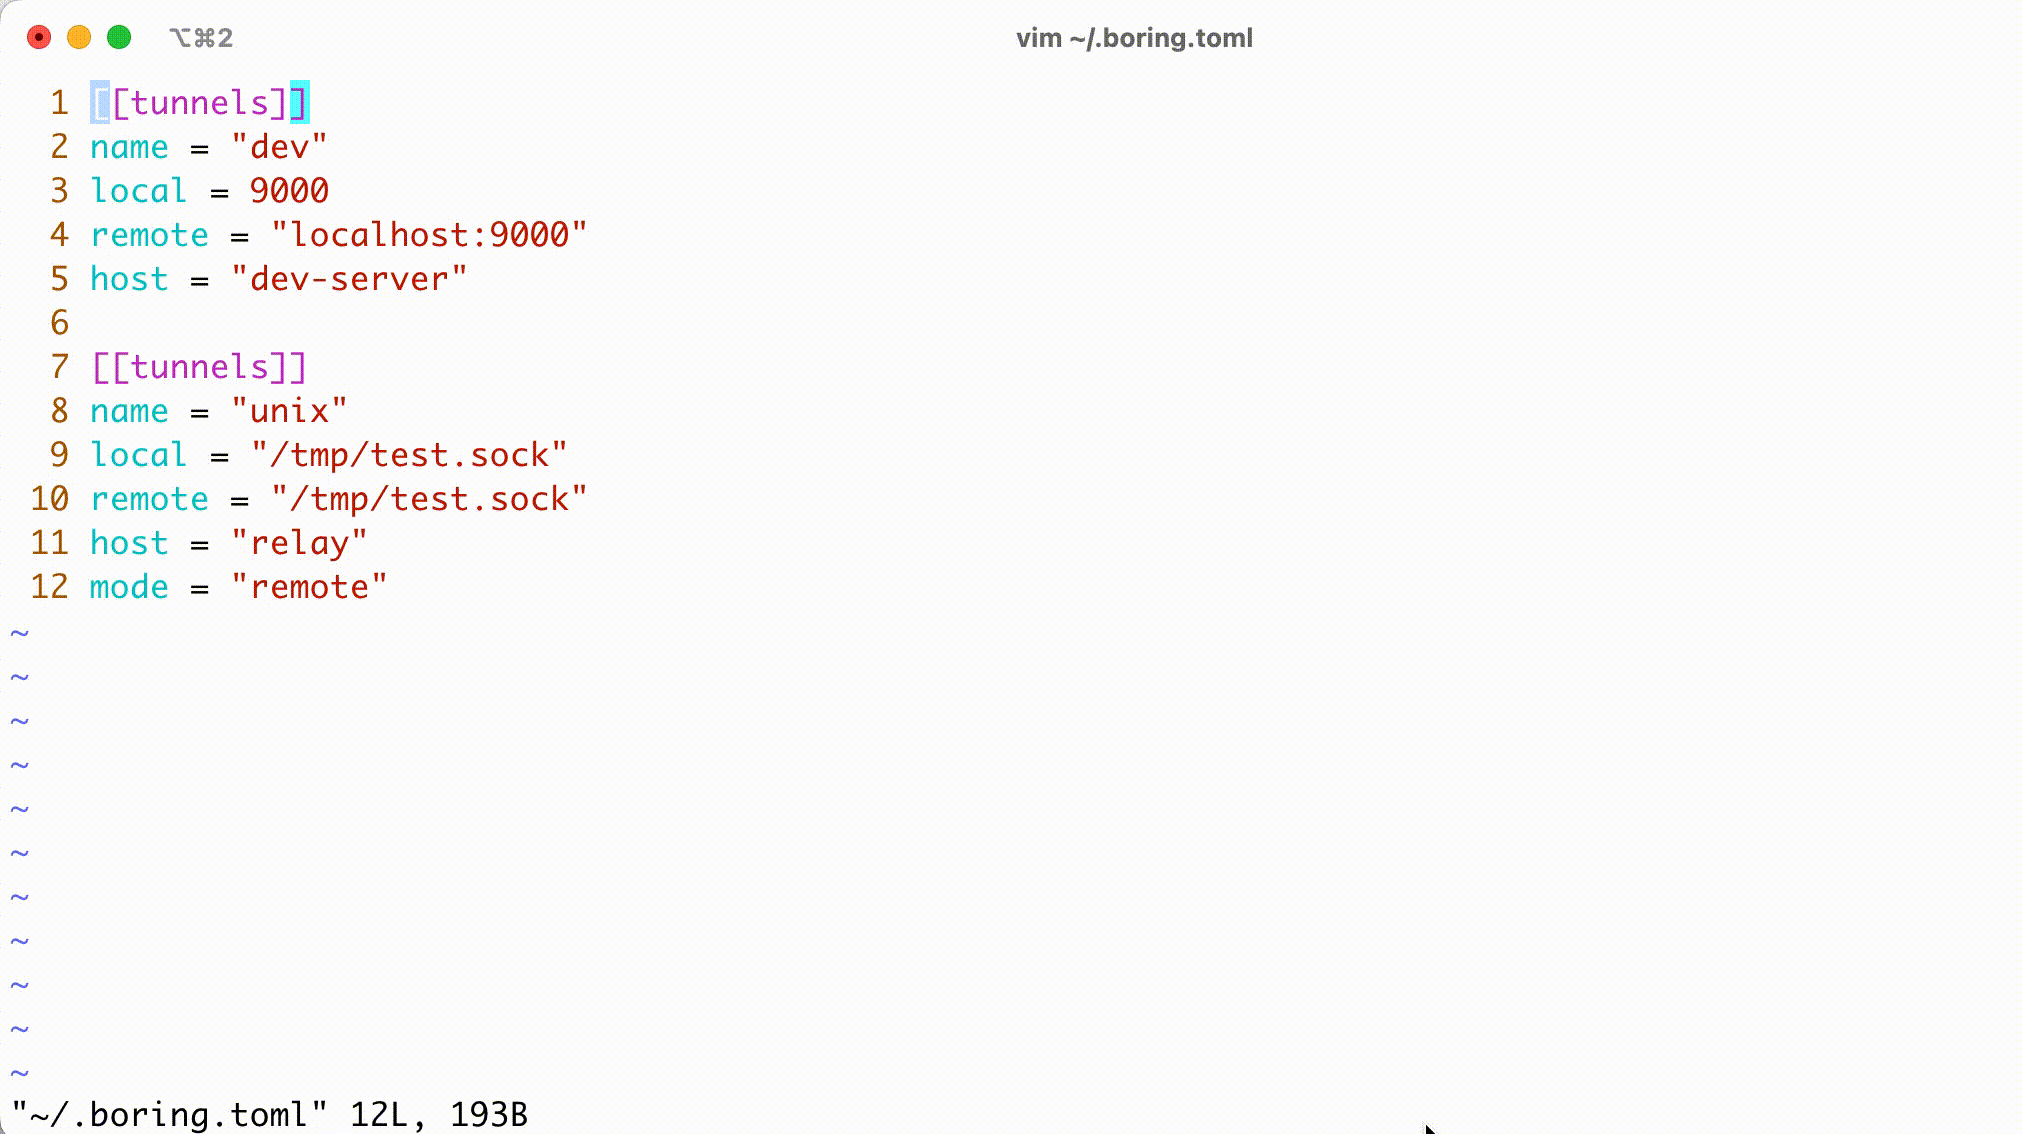 ⌥⌘2 vim ~/.boring.toml
1 [[tunnels]]
2 name = "dev"
3 local = 9000
4 remote = "localhost:9000"
5 host = "dev-server"
6
7 [[tunnels]]
8 name = "unix"
9 local = "/tmp/test.sock"
10 remote = "/tmp/test.sock"
11 host = "relay"
12 mode = "remote"
~
~
~
~
~
~
~
~
~
~
~
"~/.boring.toml" 12L, 193B